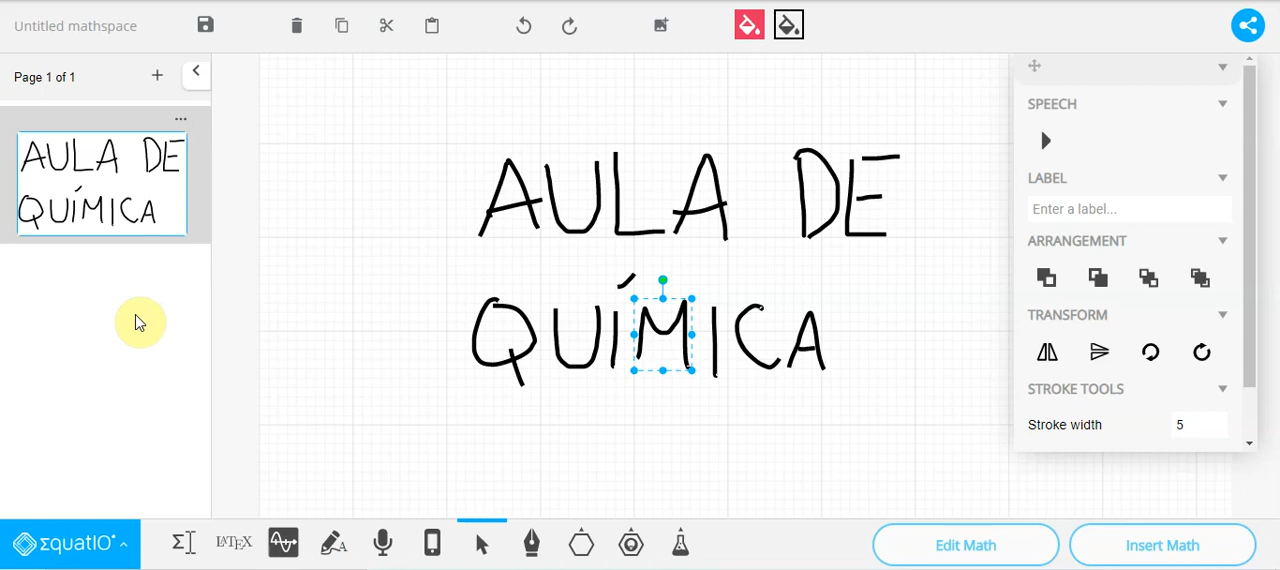 Untitled mathspace
Page 1 of 1
AULA DE
QUÍMICA
AULA DE
QUÍMICA
SPEECH
LABEL
Enter a label...
ARRANGEMENT
TRANSFORM
STROKE TOOLS
Stroke width 5
ΣquatIO
LATEX
Edit Math
Insert Math